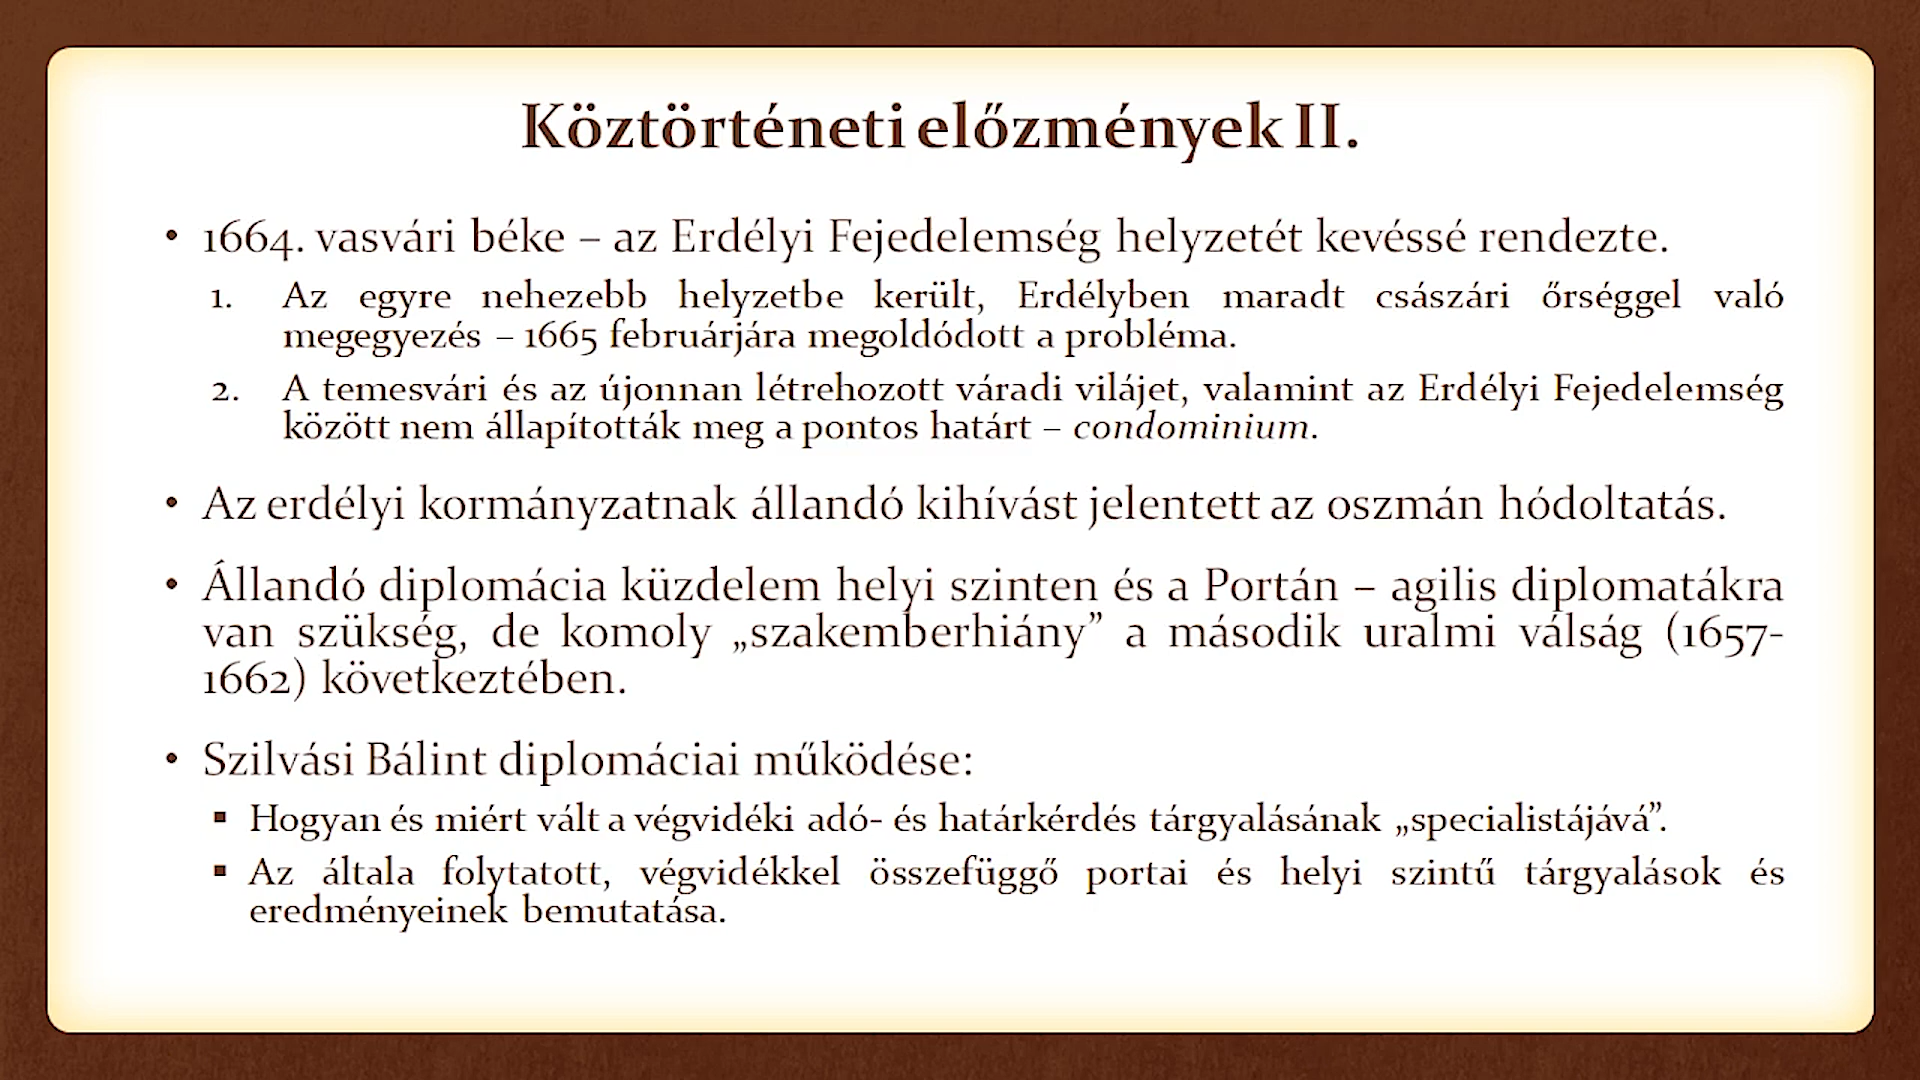 Köztörténeti előzmények II.
• 1664. vasvári béke – az Erdélyi Fejedelemség helyzetét kevéssé rendezte.
1. Az egyre nehezebb helyzetbe került, Erdélyben maradt császári őrséggel való
megegyezés – 1665 februárjára megoldódott a probléma.
2. A temesvári és az újonnan létrehozott váradi vilájet, valamint az Erdélyi Fejedelemség
között nem állapították meg a pontos határt – condominium.
• Az erdélyi kormányzatnak állandó kihívást jelentett az oszmán hódoltatás.
• Állandó diplomácia küzdelem helyi szinten és a Portán – agilis diplomatákra
van szükség, de komoly „szakemberhiány” a második uralmi válság (1657-
1662) következtében.
• Szilvási Bálint diplomáciai működése:
▪ Hogyan és miért vált a végvidéki adó- és határkérdés tárgyalásának „specialistájává”.
▪ Az általa folytatott, végvidékkel összefüggő portai és helyi szintű tárgyalások és
eredményeinek bemutatása.